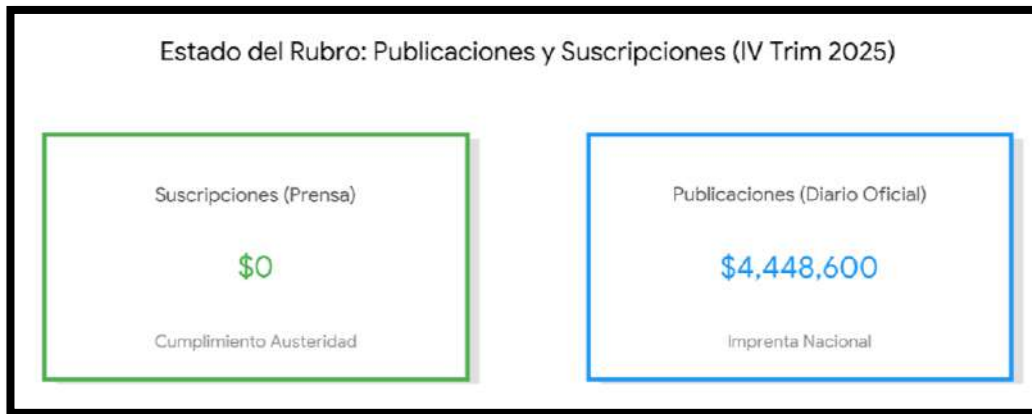 Estado del Rubro: Publicaciones y Suscripciones (IV Trim 2025)
Suscripciones (Prensa)
$0
Cumplimiento Austeridad
Publicaciones (Diario Oficial)
$4,448,600
Imprenta Nacional